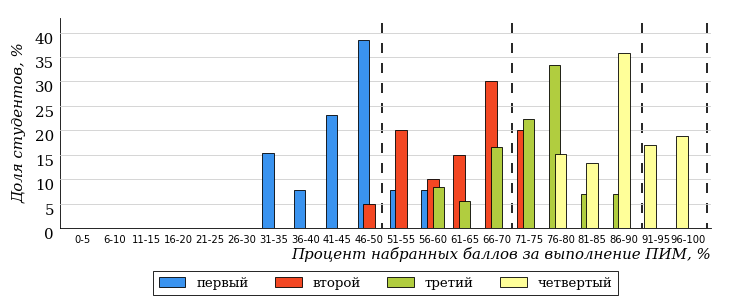 Доля студентов, %
40
35
30
25
20
15
10
5
0
0-5 6-10 11-15 16-20 21-25 26-30 31-35 36-40 41-45 46-50 51-55 56-60 61-65 66-70 71-75 76-80 81-85 86-90 91-95 96-100
Процент набранных баллов за выполнение ПИМ, %
первый второй третий четвертый